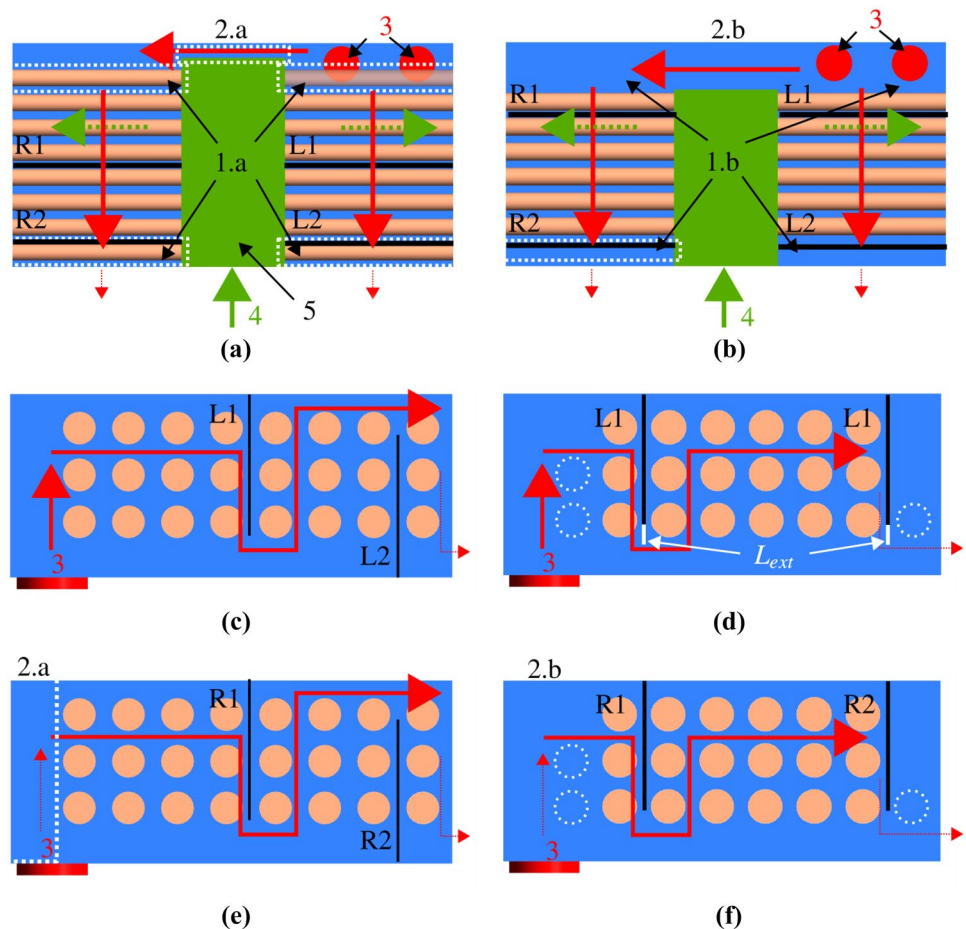 2.a 3
R1 L1
1.a
R2 L2
4 5
(a)
2.b 3
R1 L1
1.b
R2 L2
4
(b)
L1
3 L2
(c)
L1 L1
3 Lext
(d)
2.a
R1
3 R2
(e)
2.b
R1 R2
3
(f)